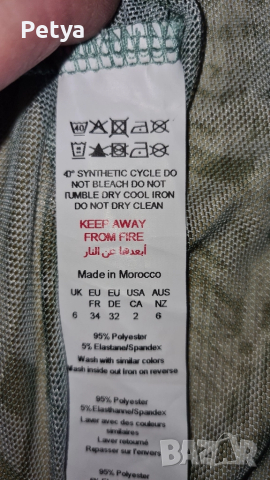 Petya
40
40° SYNTHETIC CYCLE DO
NOT BLEACH DO NOT
TUMBLE DRY COOL IRON
DO NOT DRY CLEAN
KEEP AWAY
FROM FIRE
أبعدها عن النار
Made in Morocco
UK EU EU USA AUS
FR DE CA NZ
6 34 32 2 6
95% Polyester
5% Elastane/Spandex
Wash with similar colors
Wash inside out Iron on reverse
95% Polyester
5% Elasthanne/Spandex
Laver avec des couleurs
similaires
Laver retourné
Rapasser sur l'envers
95% Polyester
bazar.bg